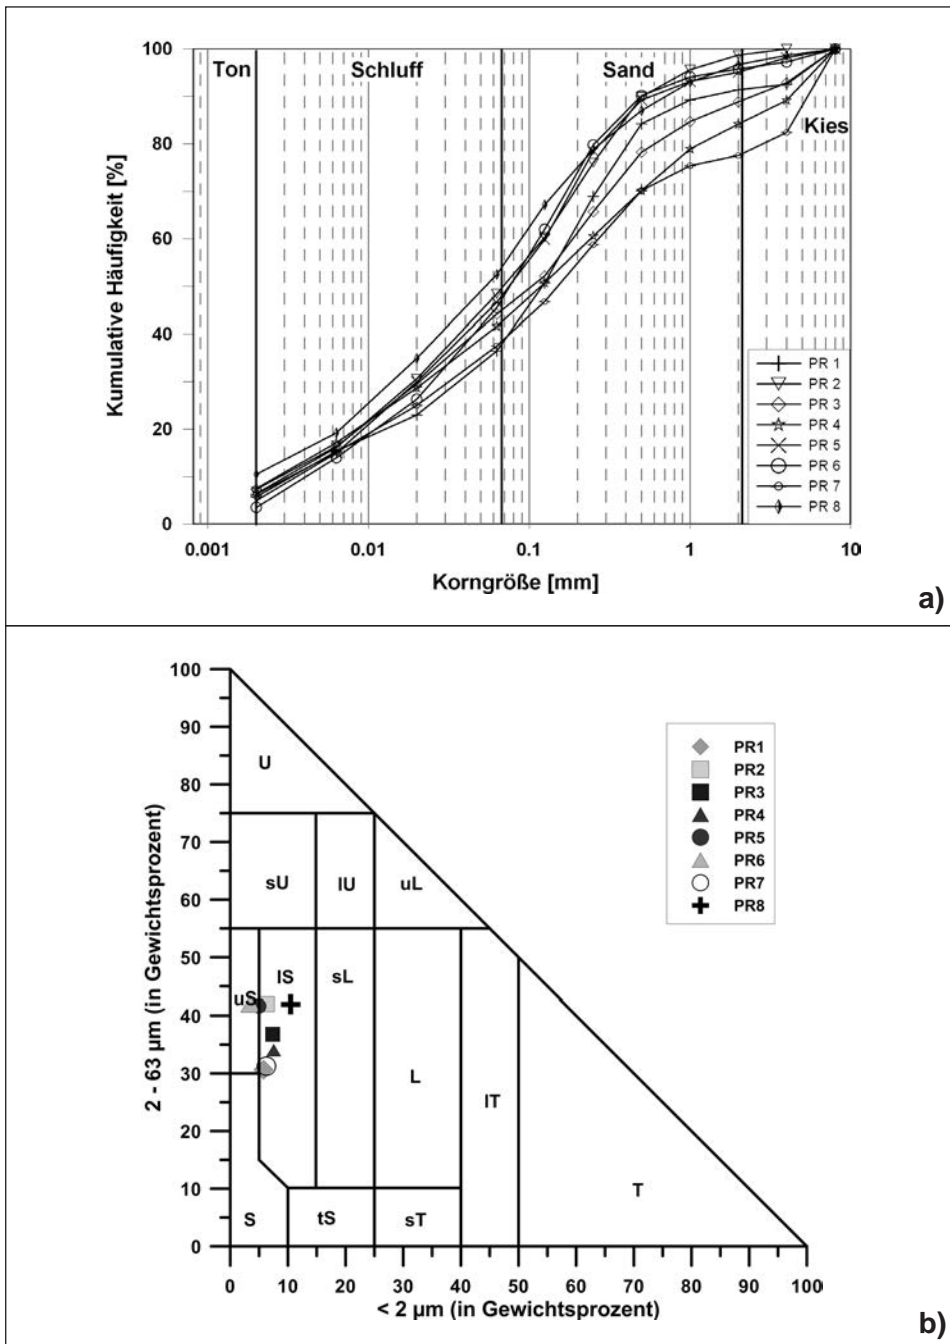 100
80
60
40
20
0
Kumulative Häufigkeit [%]
Ton
Schluff
Sand
Kies
PR 1
PR 2
PR 3
PR 4
PR 5
PR 6
PR 7
PR 8
0.001
0.01
0.1
1
10
Korngröße [mm]
a)
100
90
80
70
60
50
40
30
20
10
0
2 - 63 µm (in Gewichtsprozent)
U
sU
lU
uL
uS
lS
sL
L
lT
T
S
tS
sT
PR1
PR2
PR3
PR4
PR5
PR6
PR7
PR8
0 10 20 30 40 50 60 70 80 90 100
< 2 µm (in Gewichtsprozent)
b)